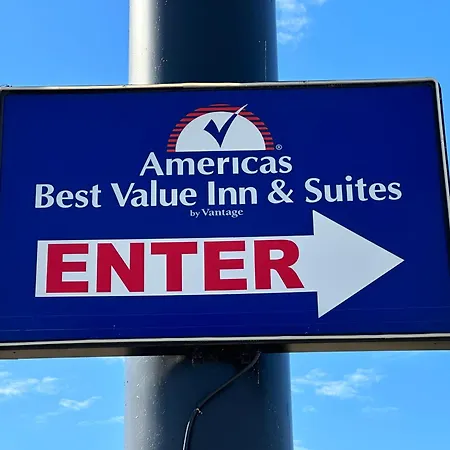 Americas
Best Value Inn & Suites
by Vantage
ENTER